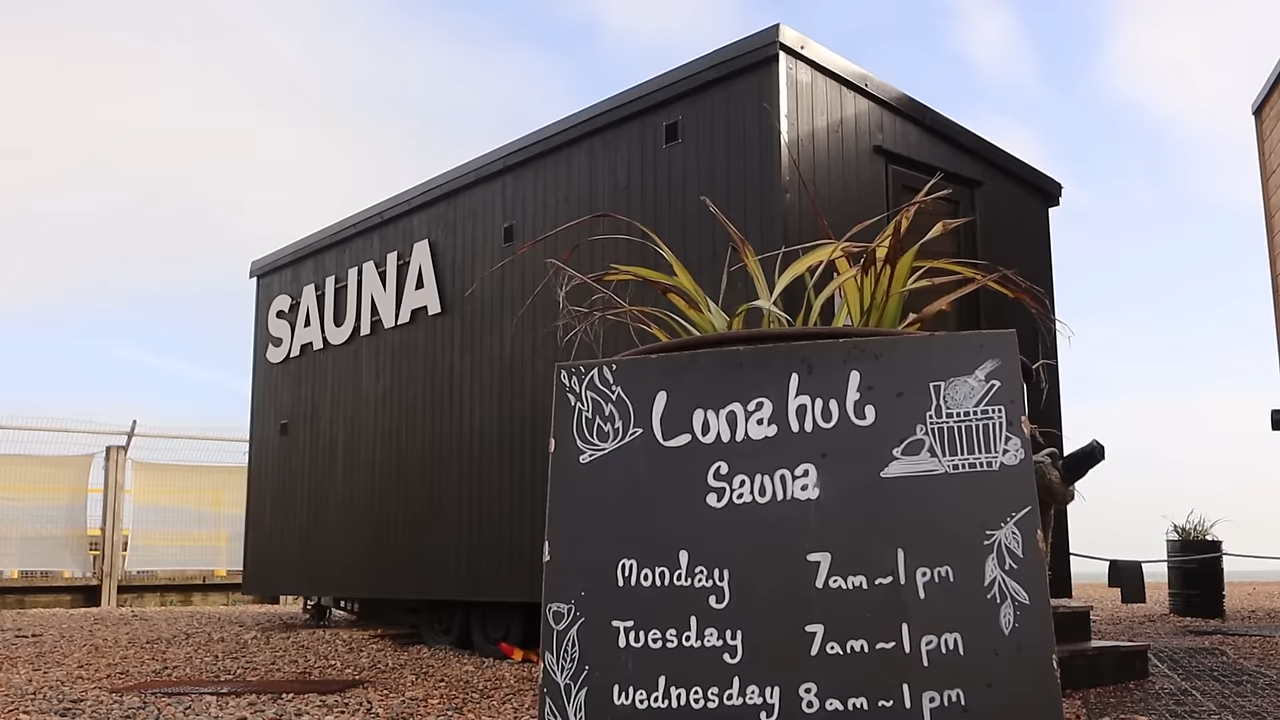 SAUNA
Luna hut
Sauna
Monday 7am~1pm
Tuesday 7am~1pm
Wednesday 8am~1pm